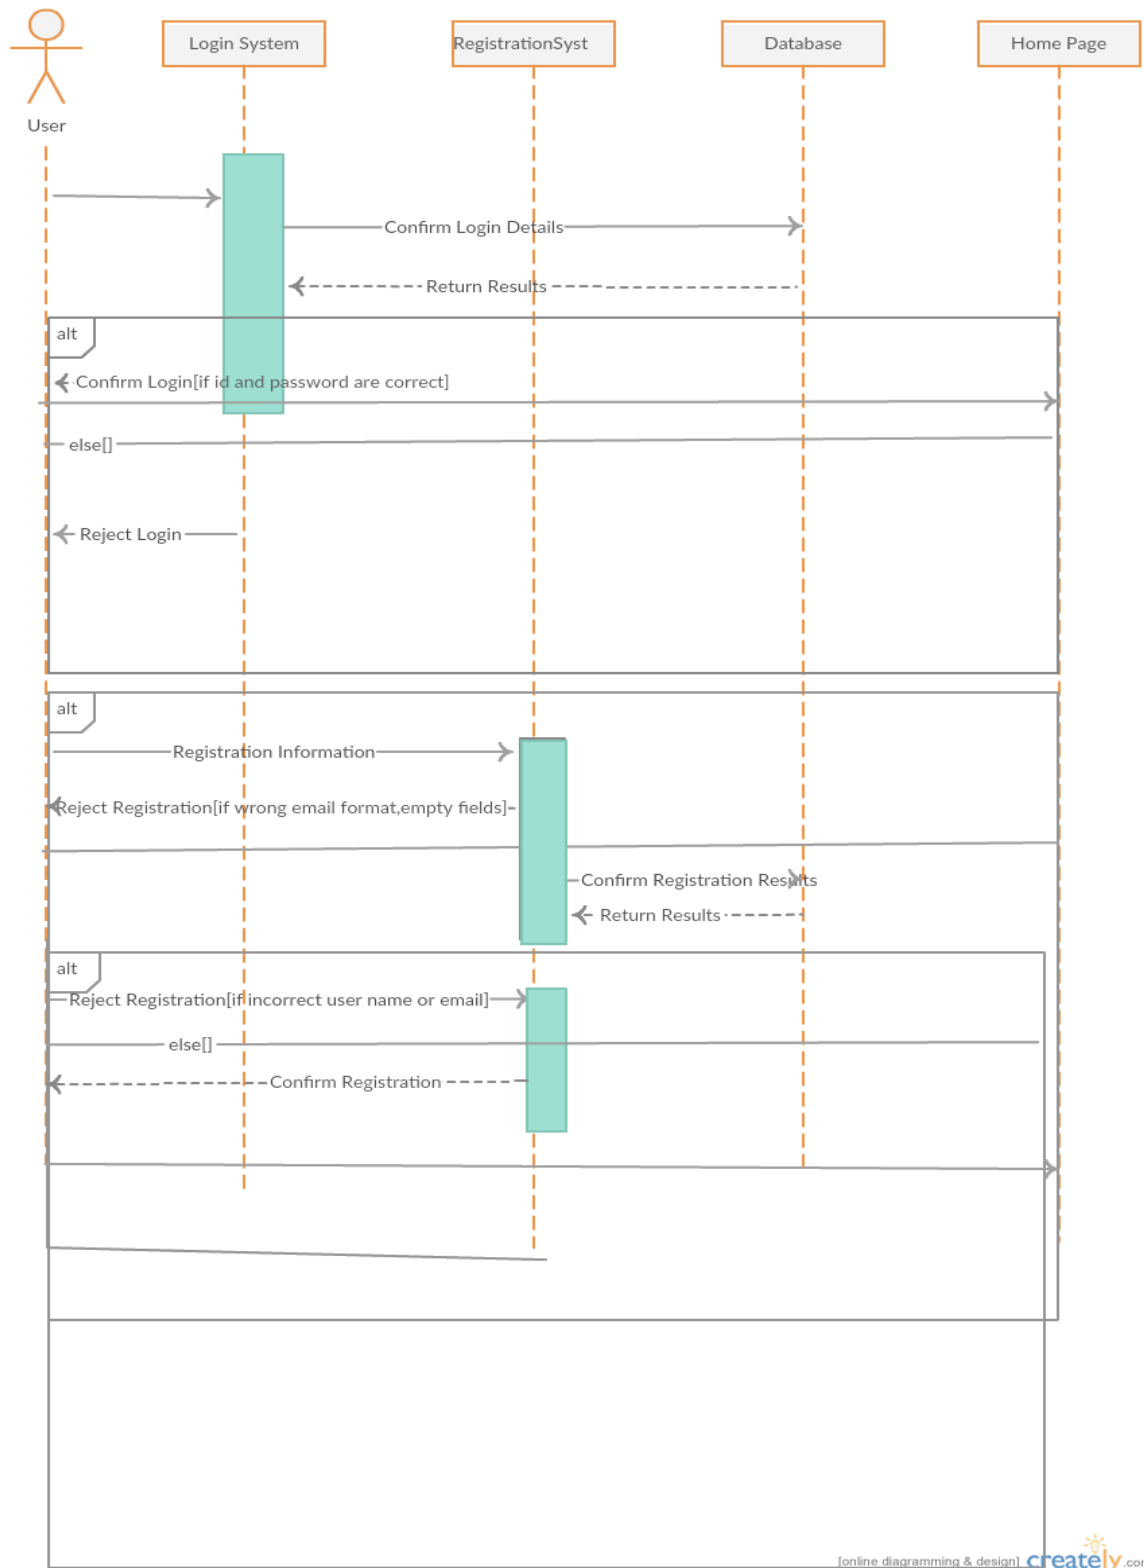 User
Login System
RegistrationSyst
Database
Home Page
Confirm Login Details
Return Results
alt
Confirm Login[if id and password are correct]
else[]
Reject Login
alt
Registration Information
Reject Registration[if wrong email format,empty fields]
Confirm Registration Results
Return Results
alt
Reject Registration[if incorrect user name or email]
else[]
Confirm Registration
[online diagramming & design] creately.com